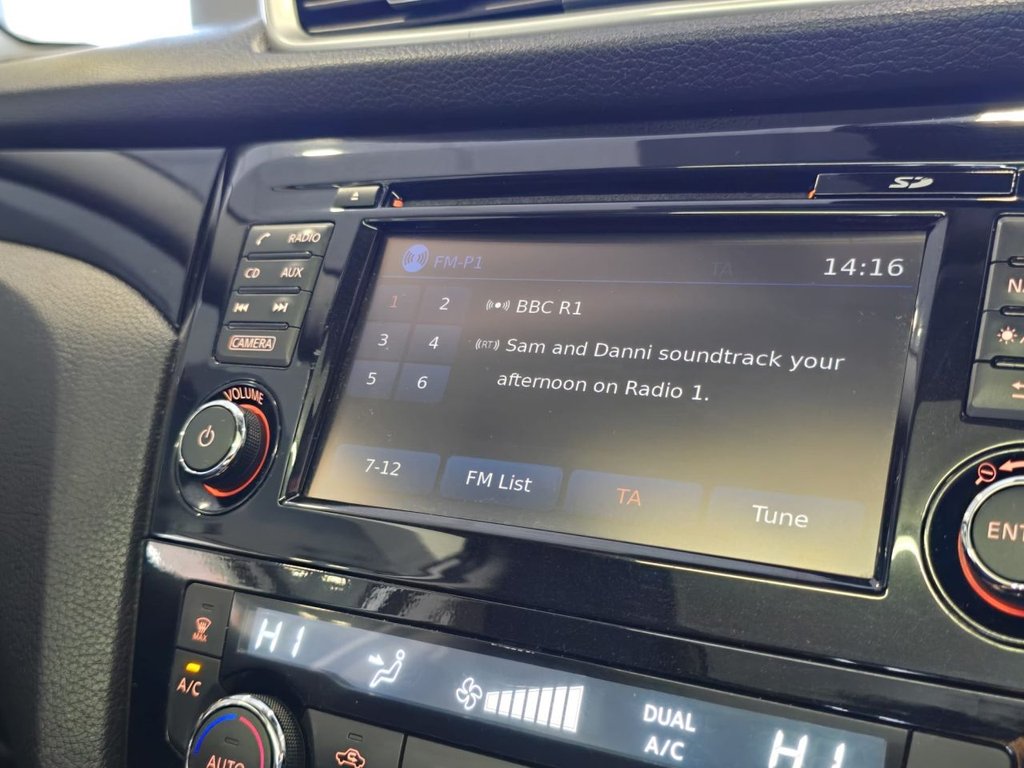 SD
RADIO
CD AUX
CAMERA
VOLUME
FM-P1 TA 14:16
1 2 BBC R1
3 4 (RT) Sam and Danni soundtrack your
5 6 afternoon on Radio 1.
7-12 FM List TA Tune
MAX
A/C
AUTO
HI
DUAL
A/C
HI